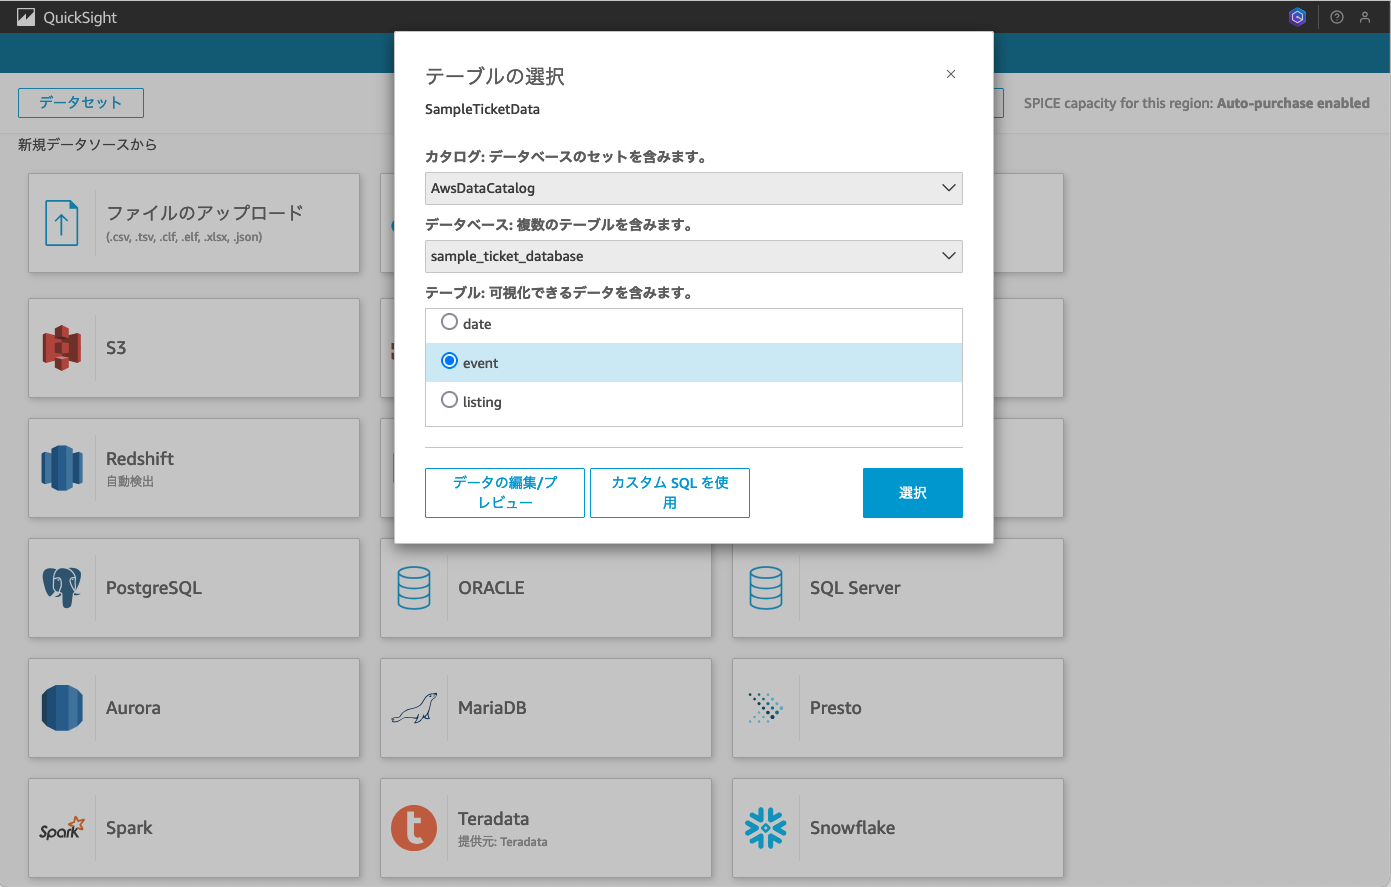 QuickSight
データセット
SPICE capacity for this region: Auto-purchase enabled
新規データソースから
テーブルの選択
SampleTicketData
カタログ: データベースのセットを含みます。
AwsDataCatalog
データベース: 複数のテーブルを含みます。
sample_ticket_database
テーブル: 可視化できるデータを含みます。
date
event
listing
データの編集/プ
レビュー
カスタム SQL を使
用
選択
ファイルのアップロード
(.csv, .tsv, .clf, .elf, .xlsx, .json)
S3
Redshift
自動検出
PostgreSQL
ORACLE
SQL Server
Aurora
MariaDB
Presto
Spark
Spark
Teradata
提供元: Teradata
Snowflake